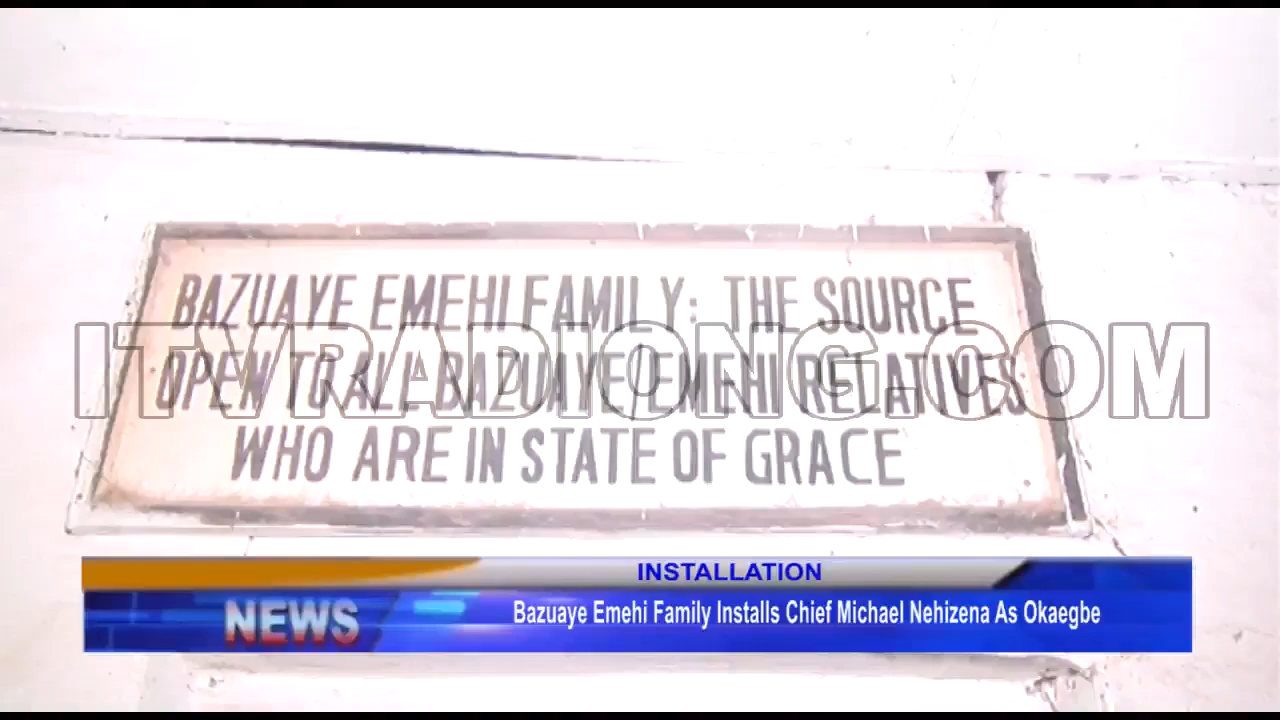 BAZUAYE EMEHI FAMILY: THE SOURCE
OPEN TO ALL BAZUAYE/EMEHI RELATIVES
WHO ARE IN STATE OF GRACE
ITVRADIONG.COM
INSTALLATION
NEWS
Bazuaye Emehi Family Installs Chief Michael Nehizena As Okaegbe